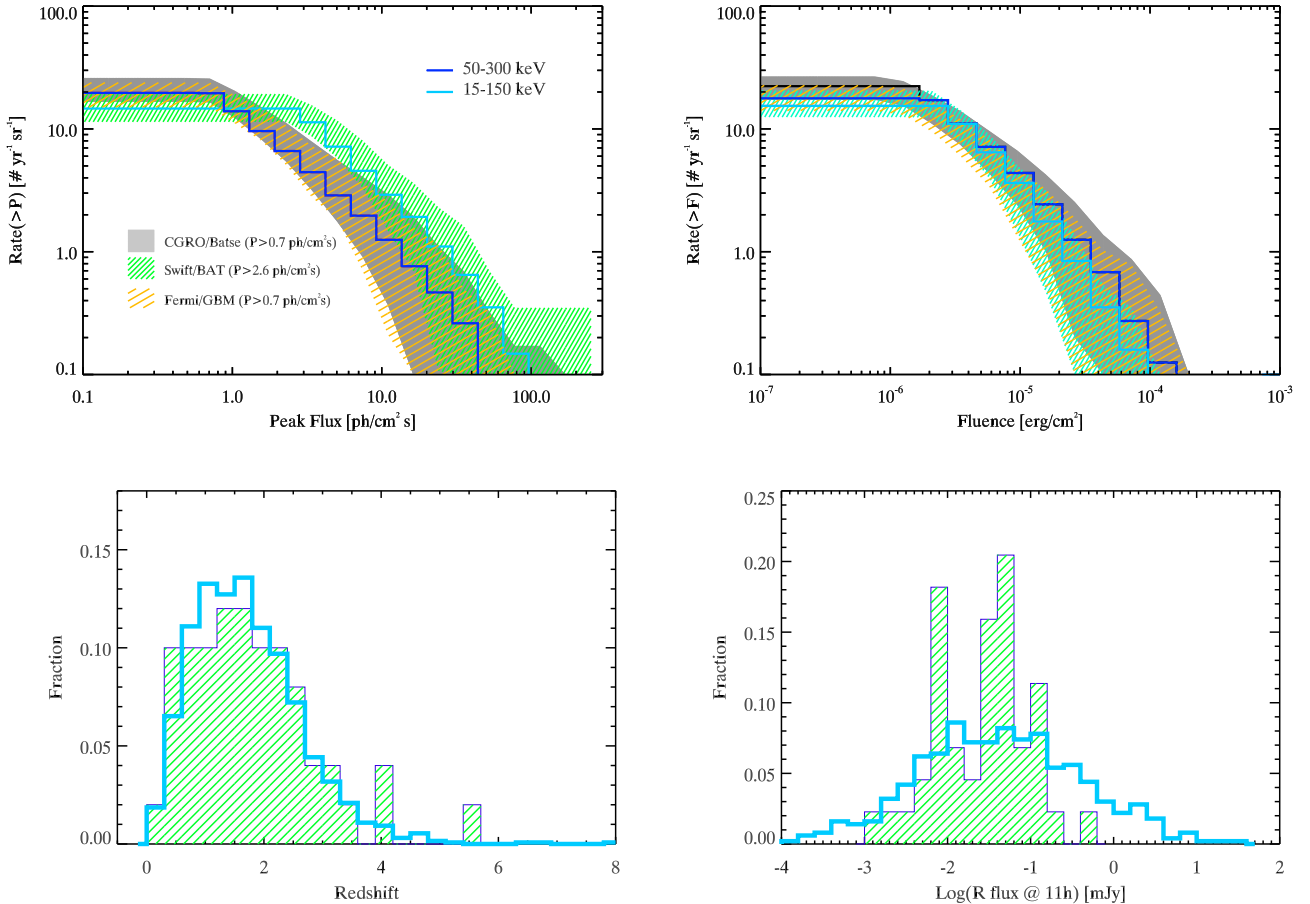 100.0
10.0
1.0
0.1
Rate(>P) [# yr⁻¹ sr⁻¹]
50-300 keV
15-150 keV
CGRO/Batse (P>0.7 ph/cm²s)
Swift/BAT (P>2.6 ph/cm²s)
Fermi/GBM (P>0.7 ph/cm²s)
0.1 1.0 10.0 100.0
Peak Flux [ph/cm² s]
100.0
10.0
1.0
0.1
Rate(>F) [# yr⁻¹ sr⁻¹]
10⁻⁷ 10⁻⁶ 10⁻⁵ 10⁻⁴ 10⁻³
Fluence [erg/cm²]
0.15
0.10
0.05
0.00
Fraction
0 2 4 6 8
Redshift
0.25
0.20
0.15
0.10
0.05
0.00
Fraction
-4 -3 -2 -1 0 1 2
Log(R flux @ 11h) [mJy]